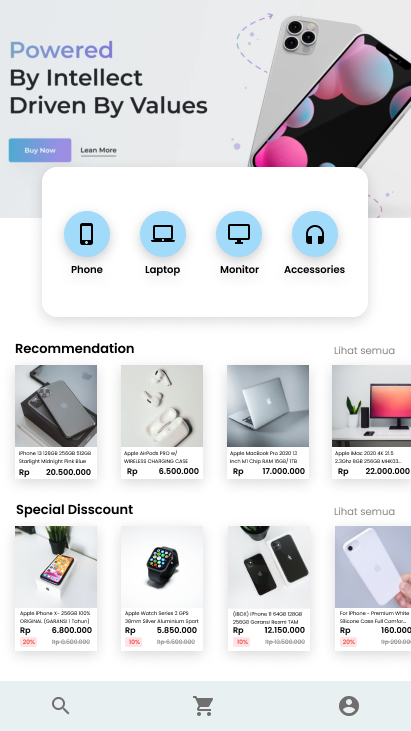 Powered
By Intellect
Driven By Values
Buy Now Lean More
Phone Laptop Monitor Accessories
Recommendation Lihat semua
iPhone 13 128GB 256GB 512GB
Starlight Midnight Pink Blue
Rp 20.500.000
Apple AirPods PRO w/
WIRELESS CHARGING CASE
Rp 6.500.000
Apple MacBook Pro 2020 13
Inch M1 Chip RAM 16GB/ 1TB
Rp 17.000.000
Apple iMac 2020 4K 21.5
2.3Ghz 8GB 256GB MHK03...
Rp 22.000.000
Special Disscount Lihat semua
Apple iPhone X- 256GB 100%
ORIGINAL (GARANSI 1 Tahun)
Rp 6.800.000
20% Rp 8.500.000
Apple Watch Series 2 GPS
38mm Silver Aluminium Sport
Rp 5.850.000
10% Rp 6.500.000
(IBOX) iPhone 11 64GB 128GB
256GB Garansi Resmi TAM
Rp 12.150.000
10% Rp 13.500.000
For iPhone - Premium White
Silicone Case Full Comfor...
Rp 160.000
20% Rp 200.000